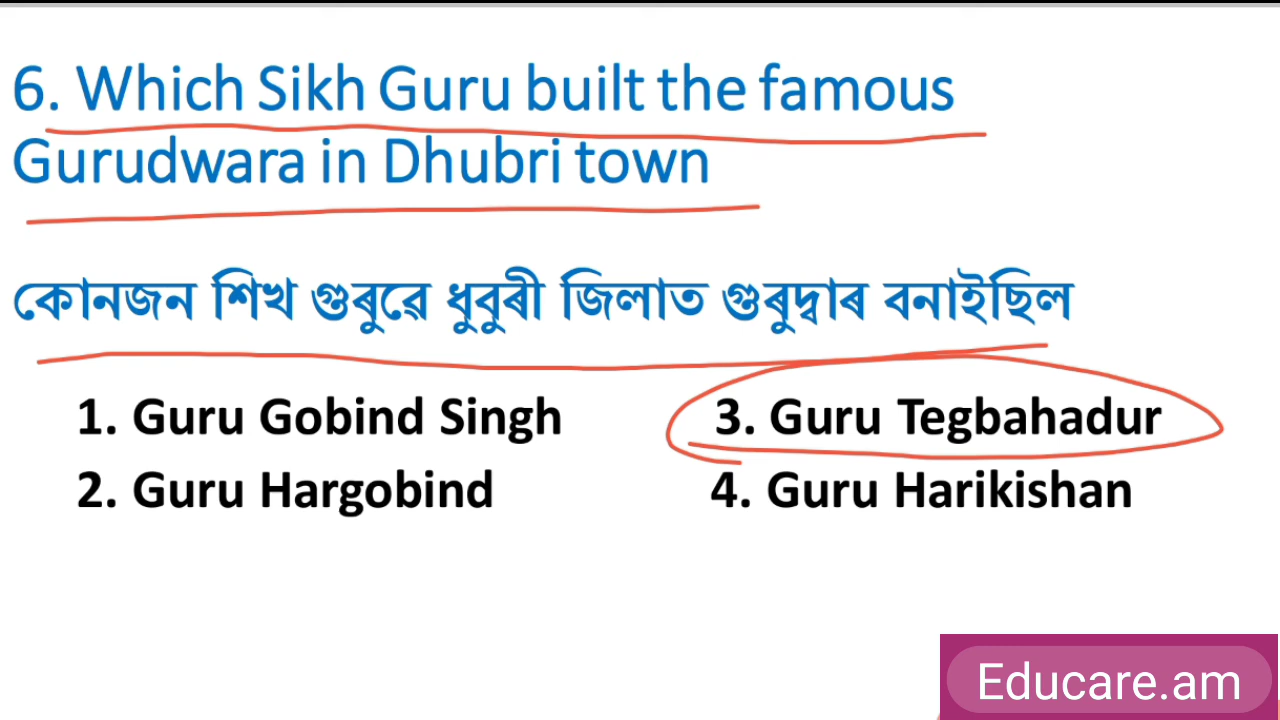 6. Which Sikh Guru built the famous
Gurudwara in Dhubri town
কোনজন শিখ গুৰুৱে ধুবুৰী জিলাত গুৰুদ্বাৰ বনাইছিল
1. Guru Gobind Singh 3. Guru Tegbahadur
2. Guru Hargobind 4. Guru Harikishan
Educare.am